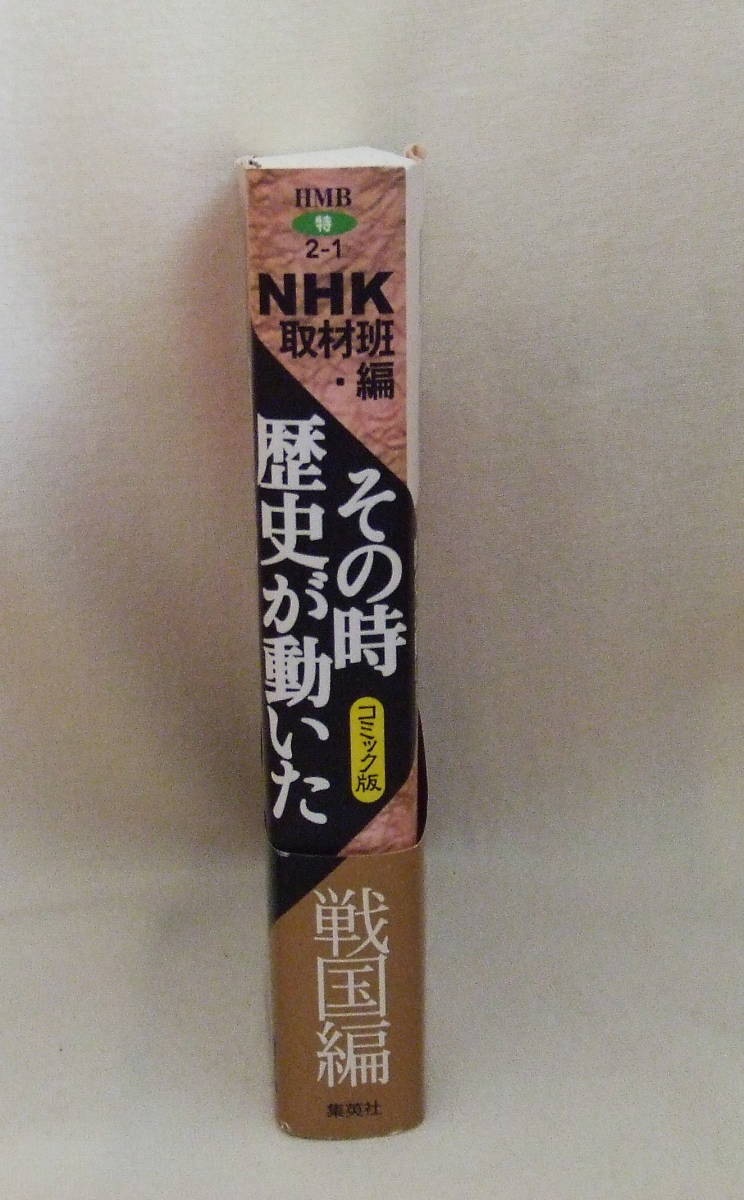 HMB
特
2-1
NHK
取材班
・編
その時
歴史が動いた
コミック版
戦国編
集英社